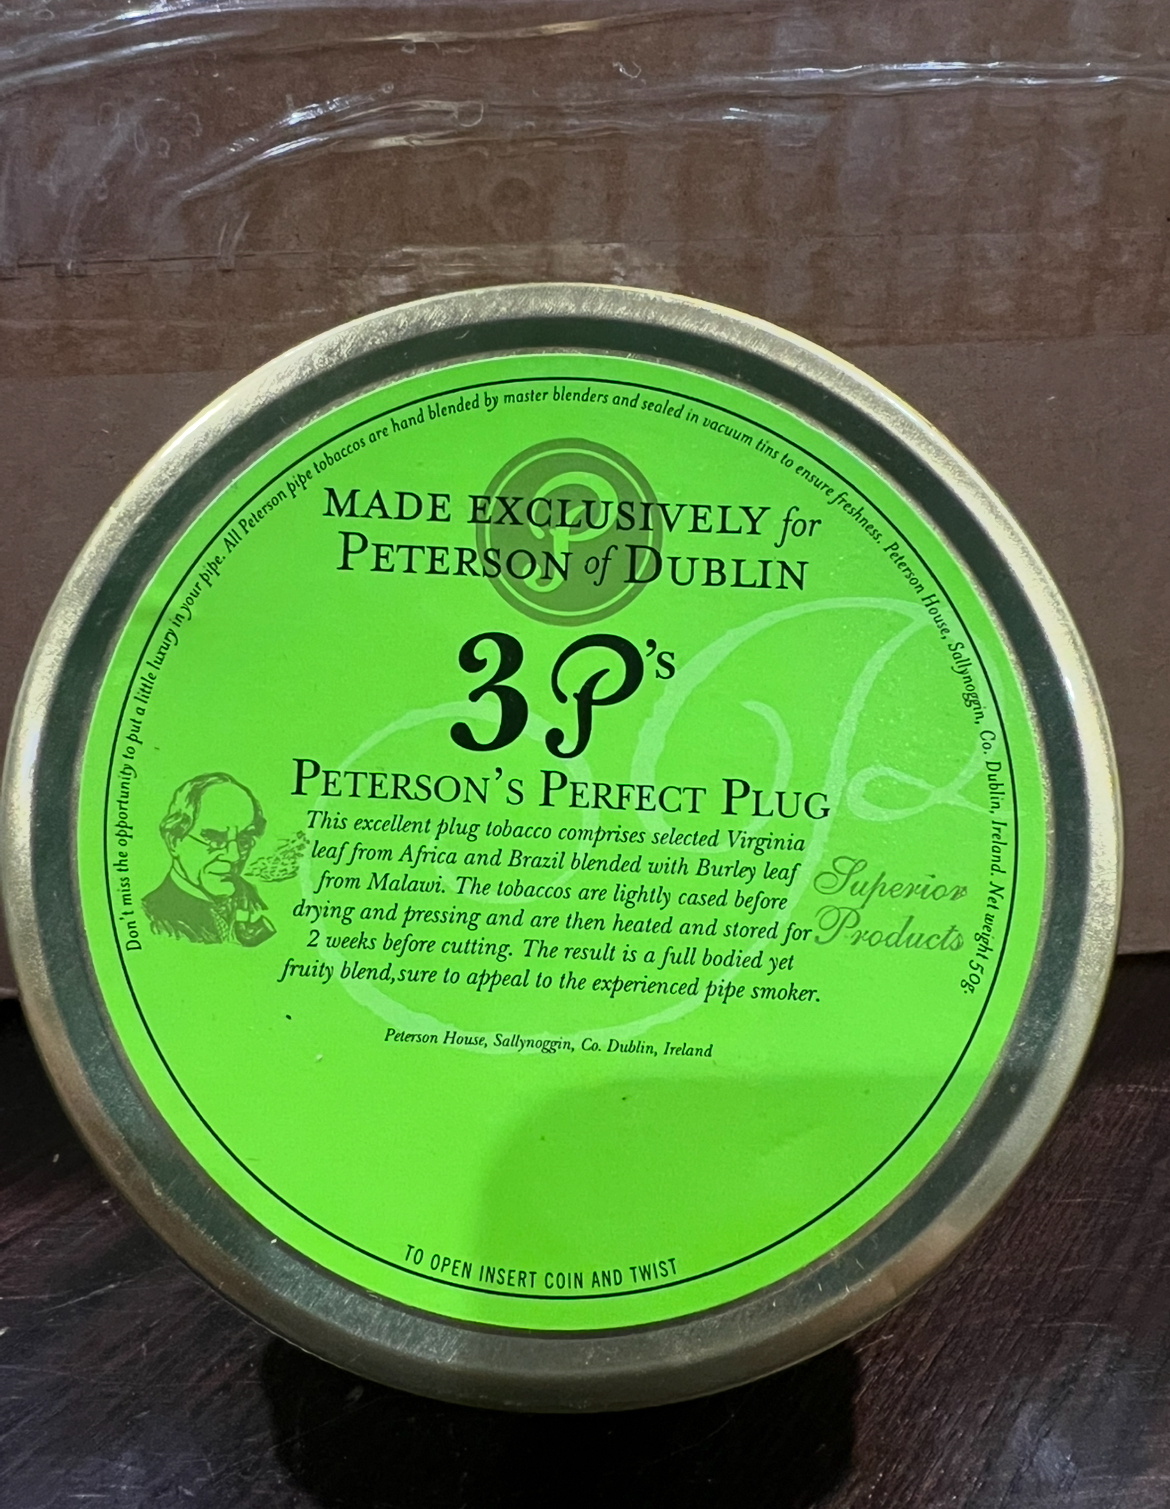 Don't miss the opportunity to put a little luxury in your pipe. All Peterson pipe tobaccos are hand blended by master blenders and sealed in vacuum tins to ensure freshness. Peterson House, Sallynoggin, Co. Dublin, Ireland. Net weight 50g.
P
MADE EXCLUSIVELY for
PETERSON of DUBLIN
3P's
PETERSON'S PERFECT PLUG
This excellent plug tobacco comprises selected Virginia
leaf from Africa and Brazil blended with Burley leaf
from Malawi. The tobaccos are lightly cased before
drying and pressing and are then heated and stored for
2 weeks before cutting. The result is a full bodied yet
fruity blend,sure to appeal to the experienced pipe smoker.
Superior
Products
Peterson House, Sallynoggin, Co. Dublin, Ireland
TO OPEN INSERT COIN AND TWIST